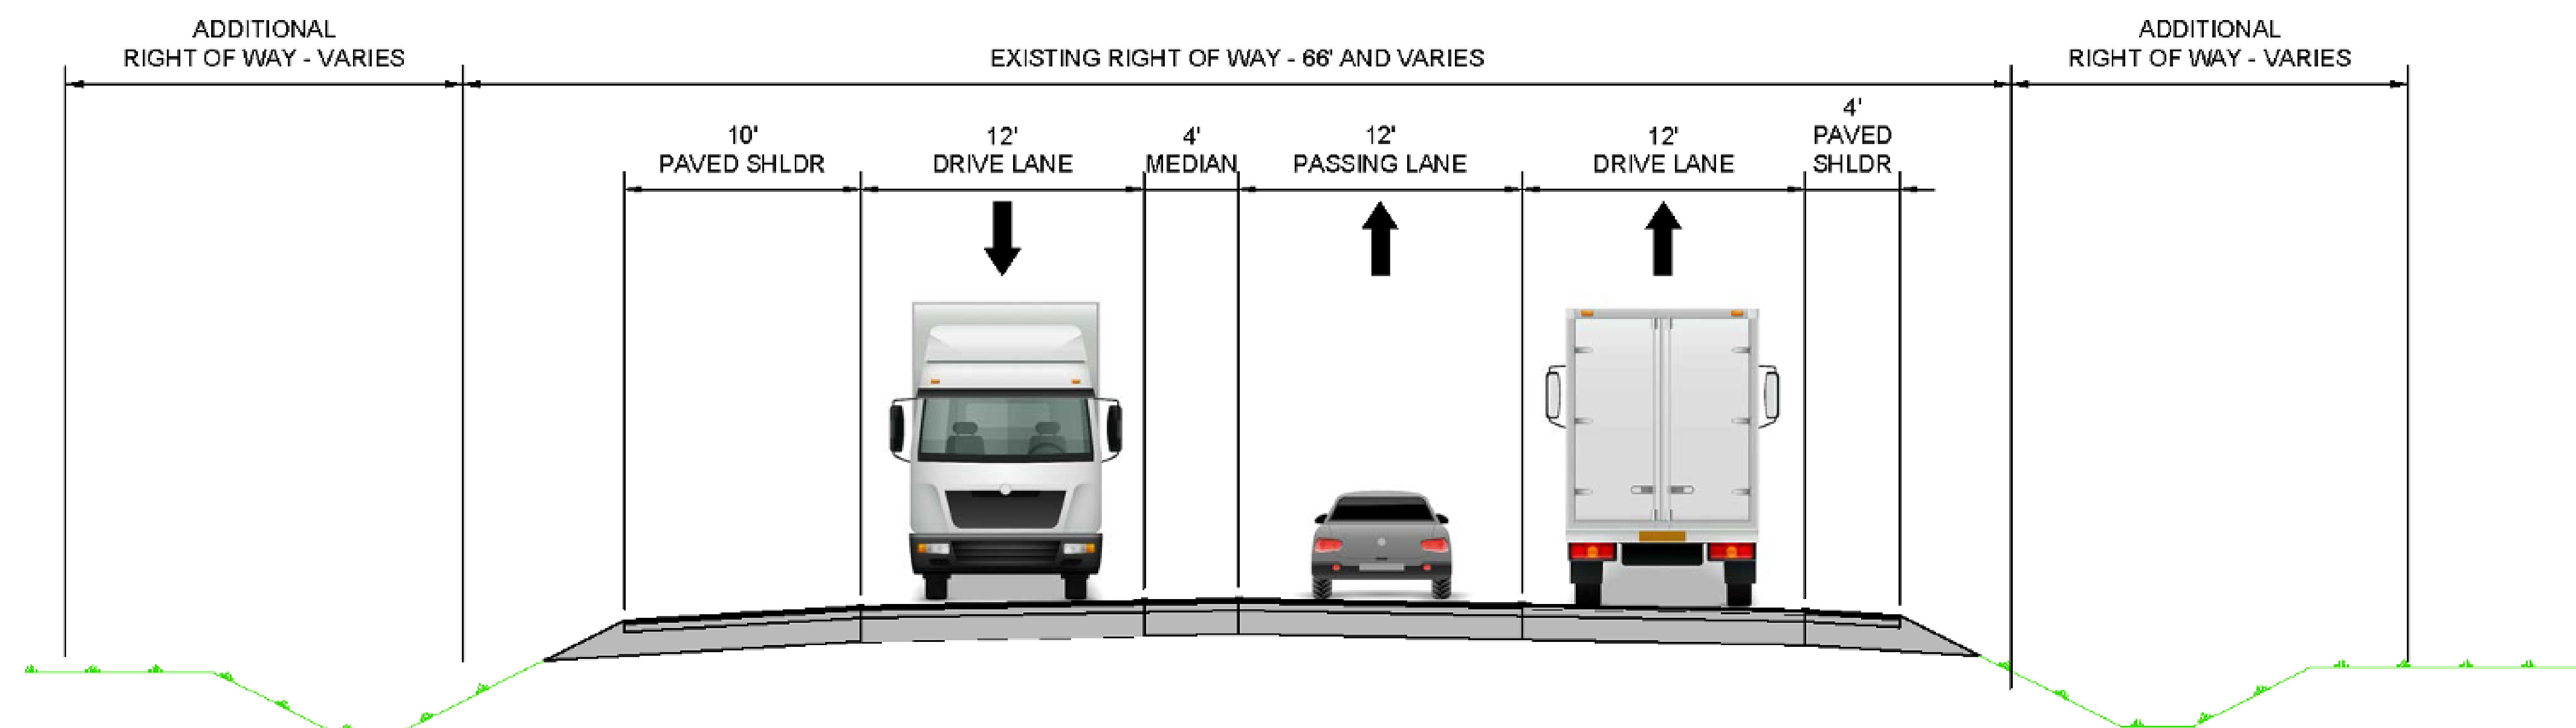 ADDITIONAL
RIGHT OF WAY - VARIES
EXISTING RIGHT OF WAY - 66' AND VARIES
ADDITIONAL
RIGHT OF WAY - VARIES
10'
PAVED SHLDR
12'
DRIVE LANE
4'
MEDIAN
12'
PASSING LANE
12'
DRIVE LANE
4'
PAVED
SHLDR